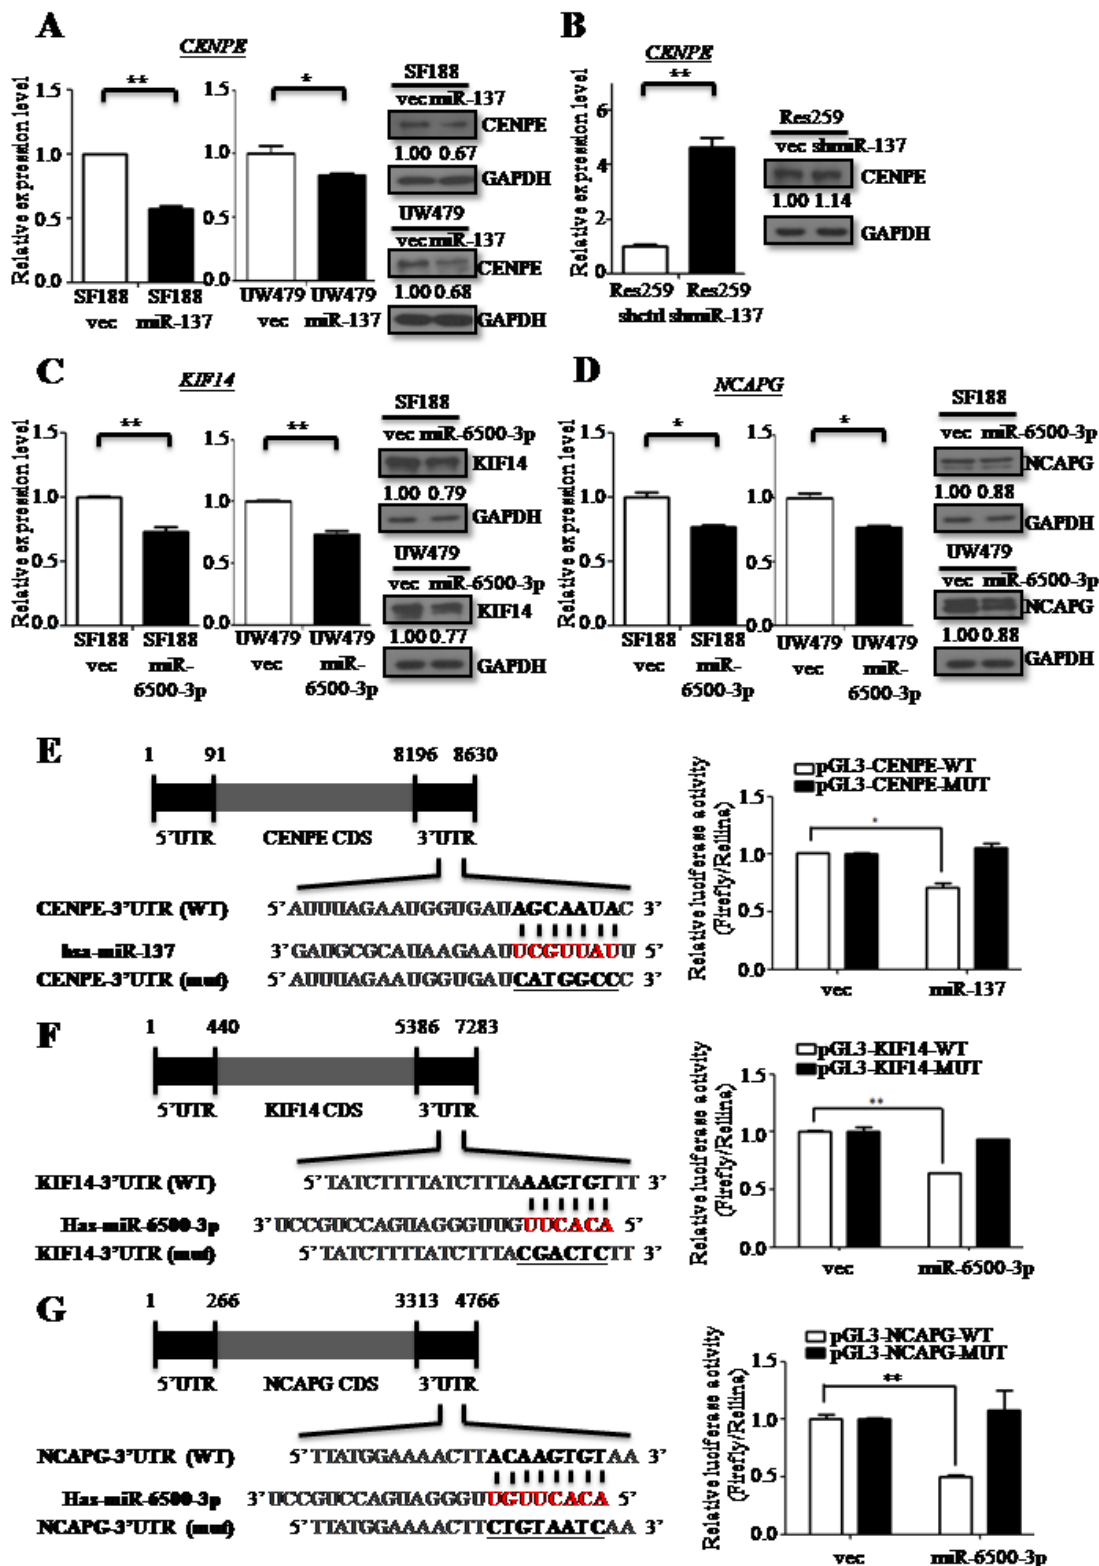 A
CENPE
Relative expression level
1.5
1.0
0.5
0.0
**
SF188 SF188
vec miR-137
1.5
1.0
0.5
0.0
*
UW479 UW479
vec miR-137
SF188
vec miR-137
CENPE
1.00 0.67
GAPDH
UW479
vec miR-137
CENPE
1.00 0.68
GAPDH
B
CENPE
Relative expression level
6
4
2
0
**
Res259 Res259
shctrl shmiR-137
Res259
vec shmiR-137
CENPE
1.00 1.14
GAPDH
C
KIF14
Relative expression level
1.5
1.0
0.5
0.0
**
SF188 SF188
vec miR-
6500-3p
1.5
1.0
0.5
0.0
**
UW479 UW479
vec miR-
6500-3p
SF188
vec miR-6500-3p
KIF14
1.00 0.79
GAPDH
UW479
vec miR-6500-3p
KIF14
1.00 0.77
GAPDH
D
NCAPG
Relative expression level
1.5
1.0
0.5
0.0
*
SF188 SF188
vec miR-
6500-3p
1.5
1.0
0.5
0.0
*
UW479 UW479
vec miR-
6500-3p
SF188
vec miR-6500-3p
NCAPG
1.00 0.88
GAPDH
UW479
vec miR-6500-3p
NCAPG
1.00 0.88
GAPDH
E
1 91 8196 8630
5'UTR CENPE CDS 3'UTR
CENPE-3'UTR (WT) 5'AUUUAGAAUGGUGAUAGCAAUAC 3'
hsa-miR-137 3'GAUGCGCAUAAGAAUUCGUUAUU 5'
CENPE-3'UTR (mut) 5'AUUUAGAAUGGUGAUCATGGCCC 3'
pGL3-CENPE-WT
pGL3-CENPE-MUT
Relative luciferase activity
(Firefly/Rellina)
1.5
1.0
0.5
0.0
*
vec miR-137
F
1 440 5386 7283
5'UTR KIF14 CDS 3'UTR
KIF14-3'UTR (WT) 5'TATCTTTTATCTTTAAAGTGTTT 3'
Has-miR-6500-3p 3'UCCGUCCAGUAGGGUUGUUCACA 5'
KIF14-3'UTR (mut) 5'TATCTTTTATCTTTACGACTCTT 3'
pGL3-KIF14-WT
pGL3-KIF14-MUT
Relative luciferase activity
(Firefly/Rellina)
1.5
1.0
0.5
0.0
**
vec miR-6500-3p
G
1 266 3313 4766
5'UTR NCAPG CDS 3'UTR
NCAPG-3'UTR (WT) 5'TTATGGAAAACTTACAAGTGTAA 3'
Has-miR-6500-3p 3'UCCGUCCAGUAGGGUUGUUCACA 5'
NCAPG-3'UTR (mut) 5'TTATGGAAAACTTCTGTAATCAA 3'
pGL3-NCAPG-WT
pGL3-NCAPG-MUT
Relative luciferase activity
(Firefly/Rellina)
1.5
1.0
0.5
0.0
**
vec miR-6500-3p